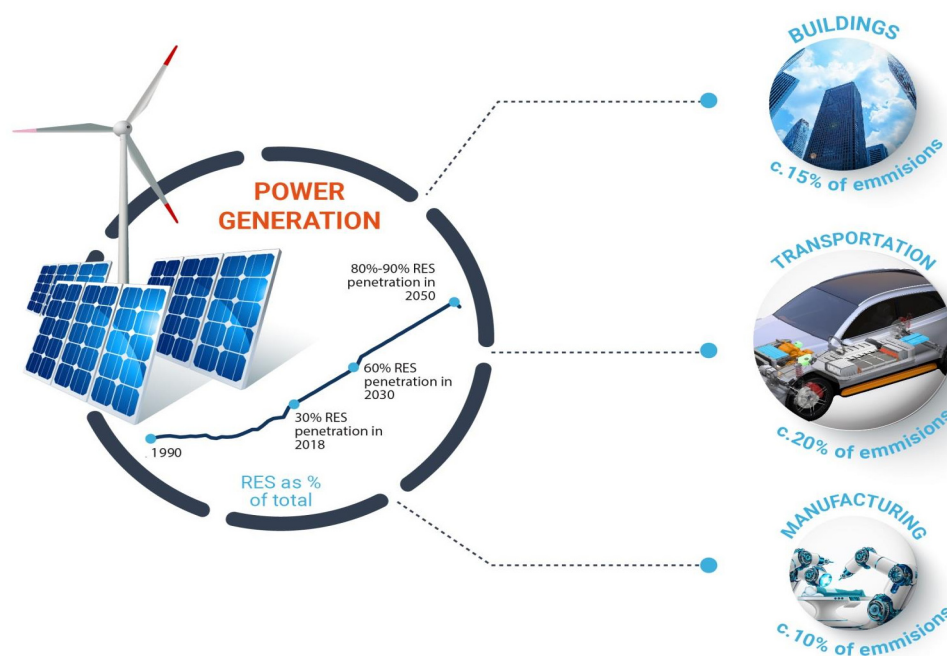 POWER
GENERATION
80%-90% RES
penetration in
2050
60% RES
penetration in
2030
30% RES
penetration in
2018
. 1990
RES as %
of total
BUILDINGS
c.15% of emmisions
TRANSPORTATION
c.20% of emmisions
MANUFACTURING
c.10% of emmisions